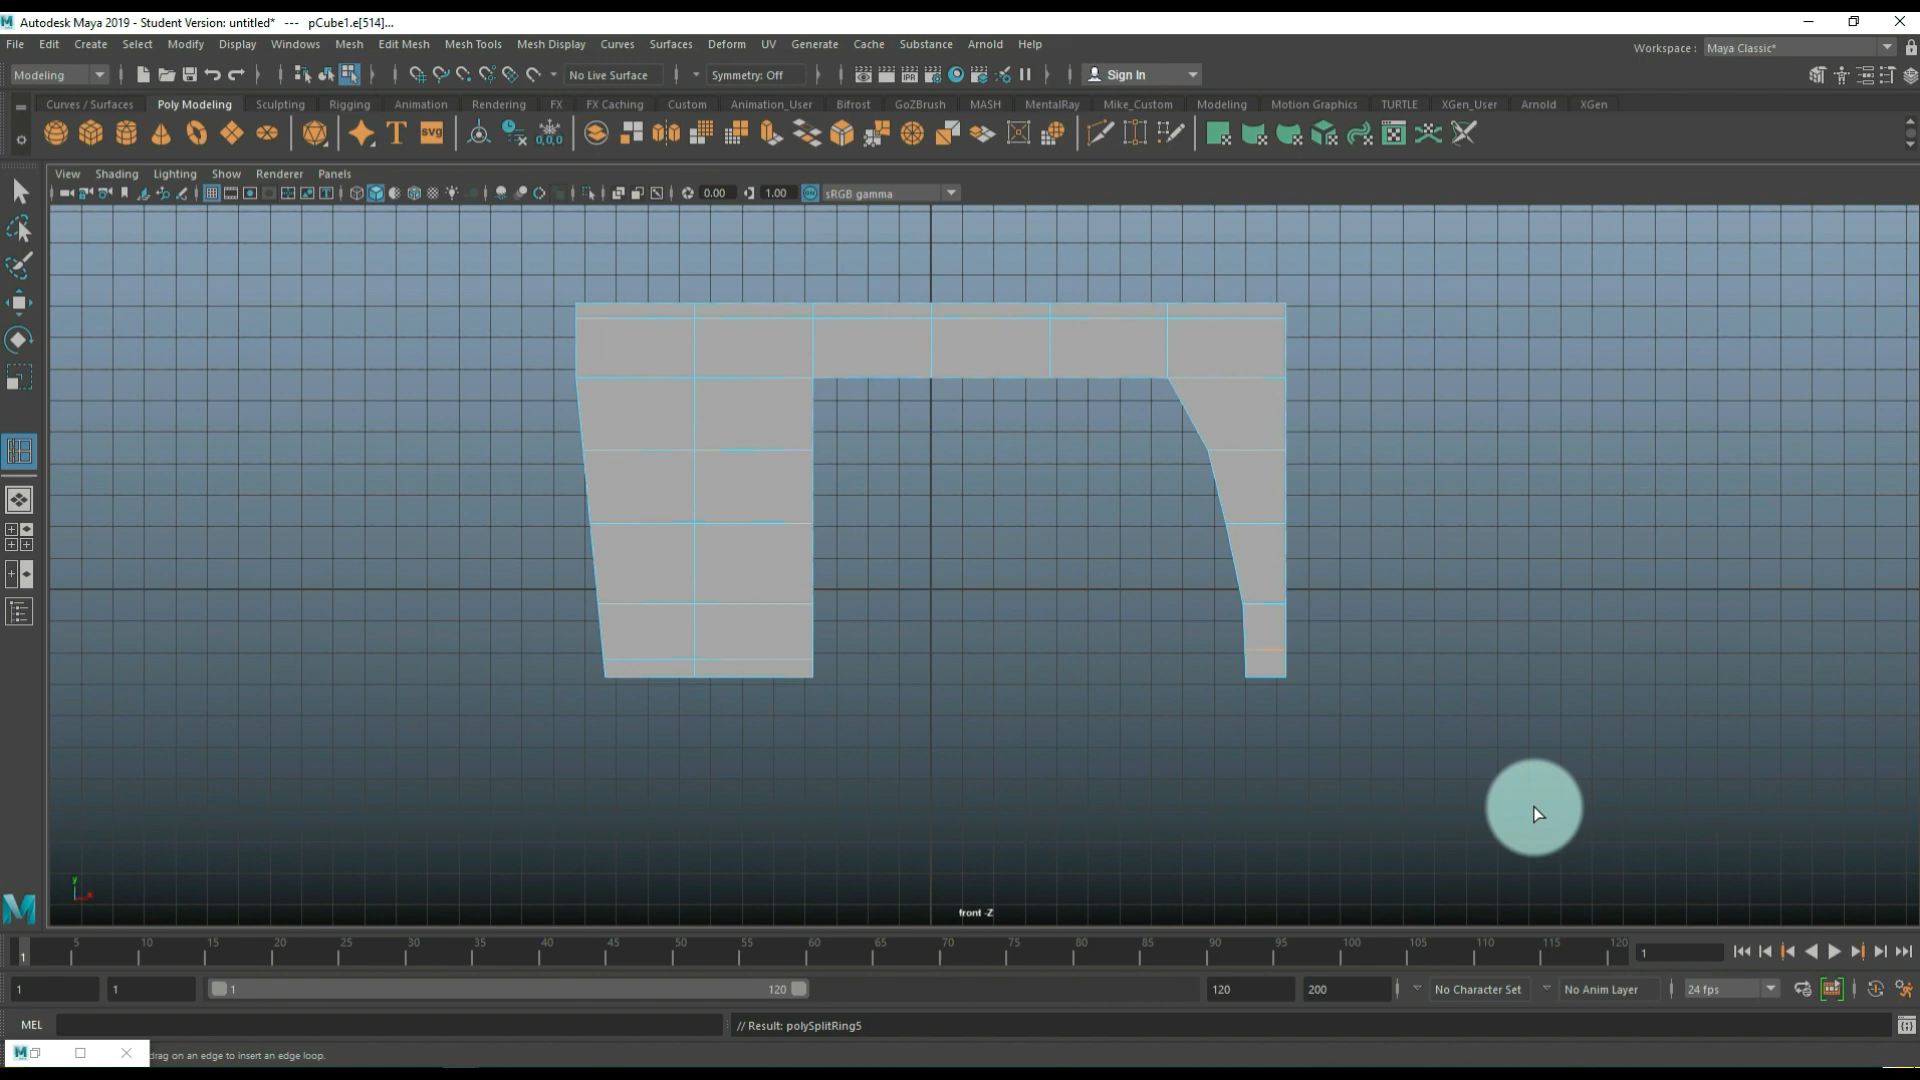 Autodesk Maya 2019 - Student Version: untitled* --- pCube1.e[514]...
File Edit Create Select Modify Display Windows Mesh Edit Mesh Mesh Tools Mesh Display Curves Surfaces Deform UV Generate Cache Substance Arnold Help
Workspace : Maya Classic*
Modeling No Live Surface Symmetry: Off Sign In
Curves / Surfaces Poly Modeling Sculpting Rigging Animation Rendering FX FX Caching Custom Animation_User Bifrost GoZBrush MASH MentalRay Mike_Custom Modeling Motion Graphics TURTLE XGen_User Arnold XGen
T svg 0,0,0
View Shading Lighting Show Renderer Panels
0.00 1.00 sRGB gamma
y
front -Z
5 10 15 20 25 30 35 40 45 50 55 60 65 70 75 80 85 90 95 100 105 110 115 120
1 1
1 1 1 120 120 200 No Character Set No Anim Layer 24 fps
MEL // Result: polySplitRing5
drag on an edge to insert an edge loop.